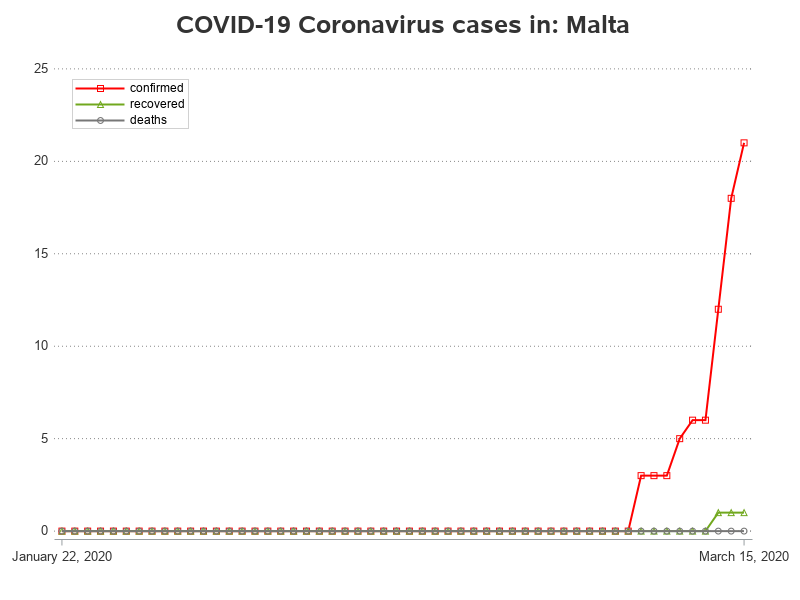 COVID-19 Coronavirus cases in: Malta
25
confirmed
recovered
deaths
20
15
10
5
0
January 22, 2020
March 15, 2020